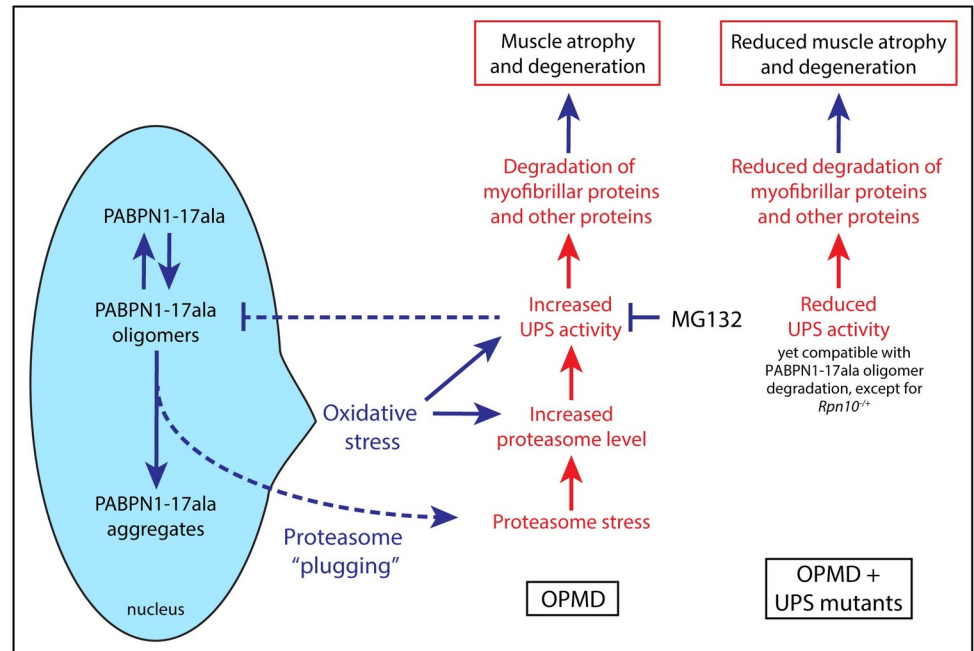 Muscle atrophy
and degeneration
Reduced muscle atrophy
and degeneration
Degradation of
myofibrillar proteins
and other proteins
Reduced degradation of
myofibrillar proteins
and other proteins
PABPN1-17ala
PABPN1-17ala
oligomers
Increased
UPS activity
MG132
Reduced
UPS activity
yet compatible with
PABPN1-17ala oligomer
degradation, except for
Rpn10-/+
Oxidative
stress
Increased
proteasome level
PABPN1-17ala
aggregates
Proteasome
“plugging”
Proteasome stress
nucleus
OPMD
OPMD +
UPS mutants